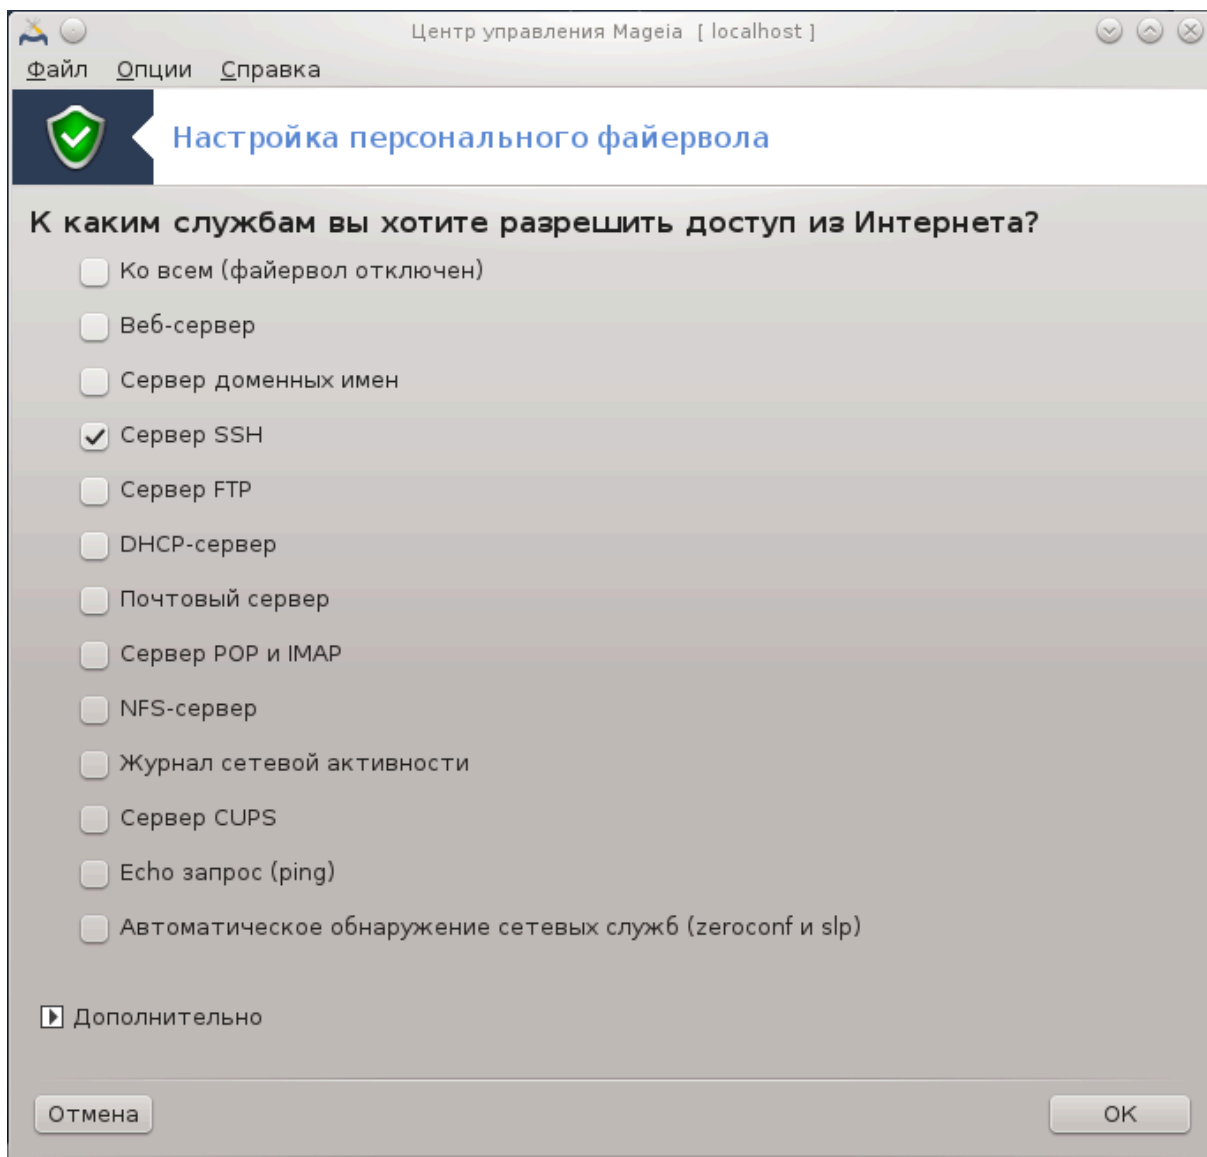 Центр управления Mageia [ localhost ]
Файл Опции Справка
Настройка персонального файервола
К каким службам вы хотите разрешить доступ из Интернета?
Ко всем (файервол отключен)
Веб-сервер
Сервер доменных имен
Сервер SSH
Сервер FTP
DHCP-сервер
Почтовый сервер
Сервер POP и IMAP
NFS-сервер
Журнал сетевой активности
Сервер CUPS
Echo запрос (ping)
Автоматическое обнаружение сетевых служб (zeroconf и slp)
Дополнительно
Отмена OK